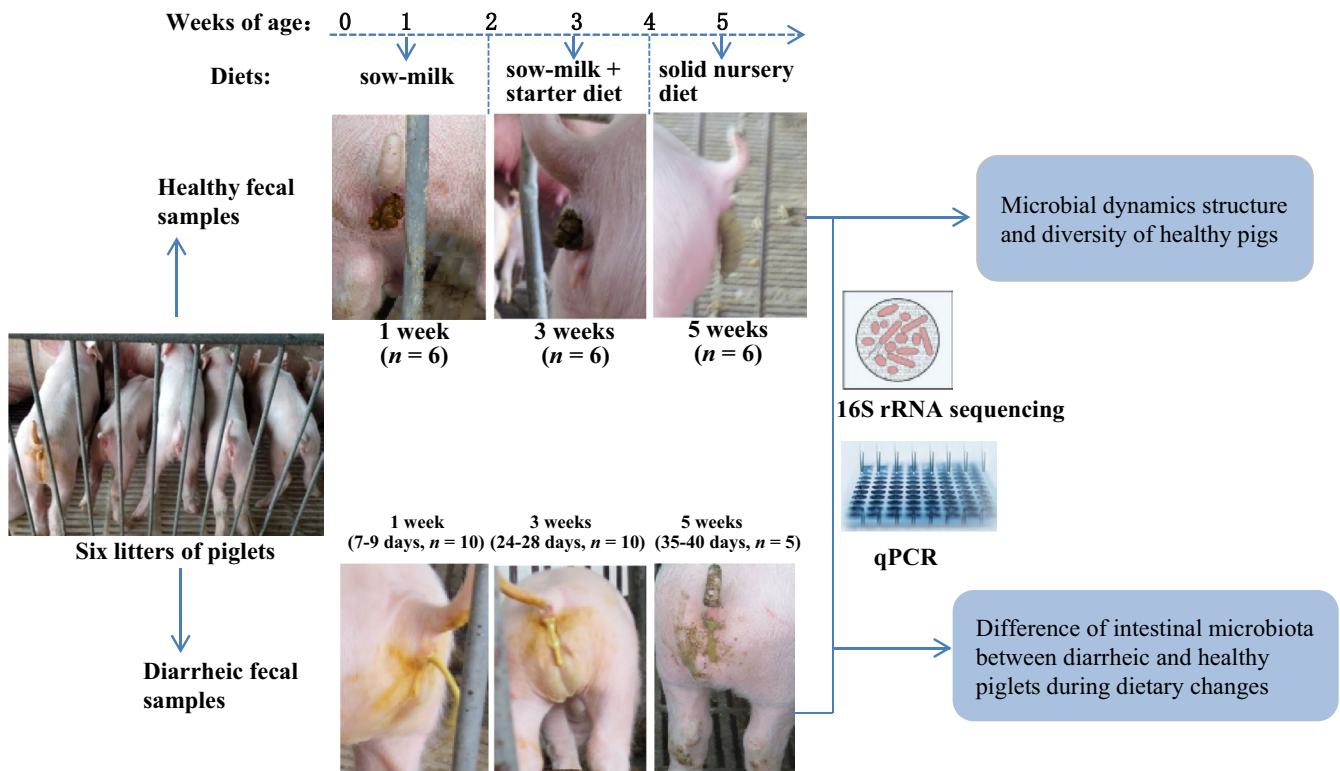 Weeks of age: 0 1 2 3 4 5
Diets: sow-milk
sow-milk +
starter diet
solid nursery
diet
Healthy fecal
samples
1 week
(n = 6)
3 weeks
(n = 6)
5 weeks
(n = 6)
Microbial dynamics structure
and diversity of healthy pigs
16S rRNA sequencing
qPCR
Six litters of piglets
1 week
(7-9 days, n = 10)
3 weeks
(24-28 days, n = 10)
5 weeks
(35-40 days, n = 5)
Diarrheic fecal
samples
Difference of intestinal microbiota
between diarrheic and healthy
piglets during dietary changes